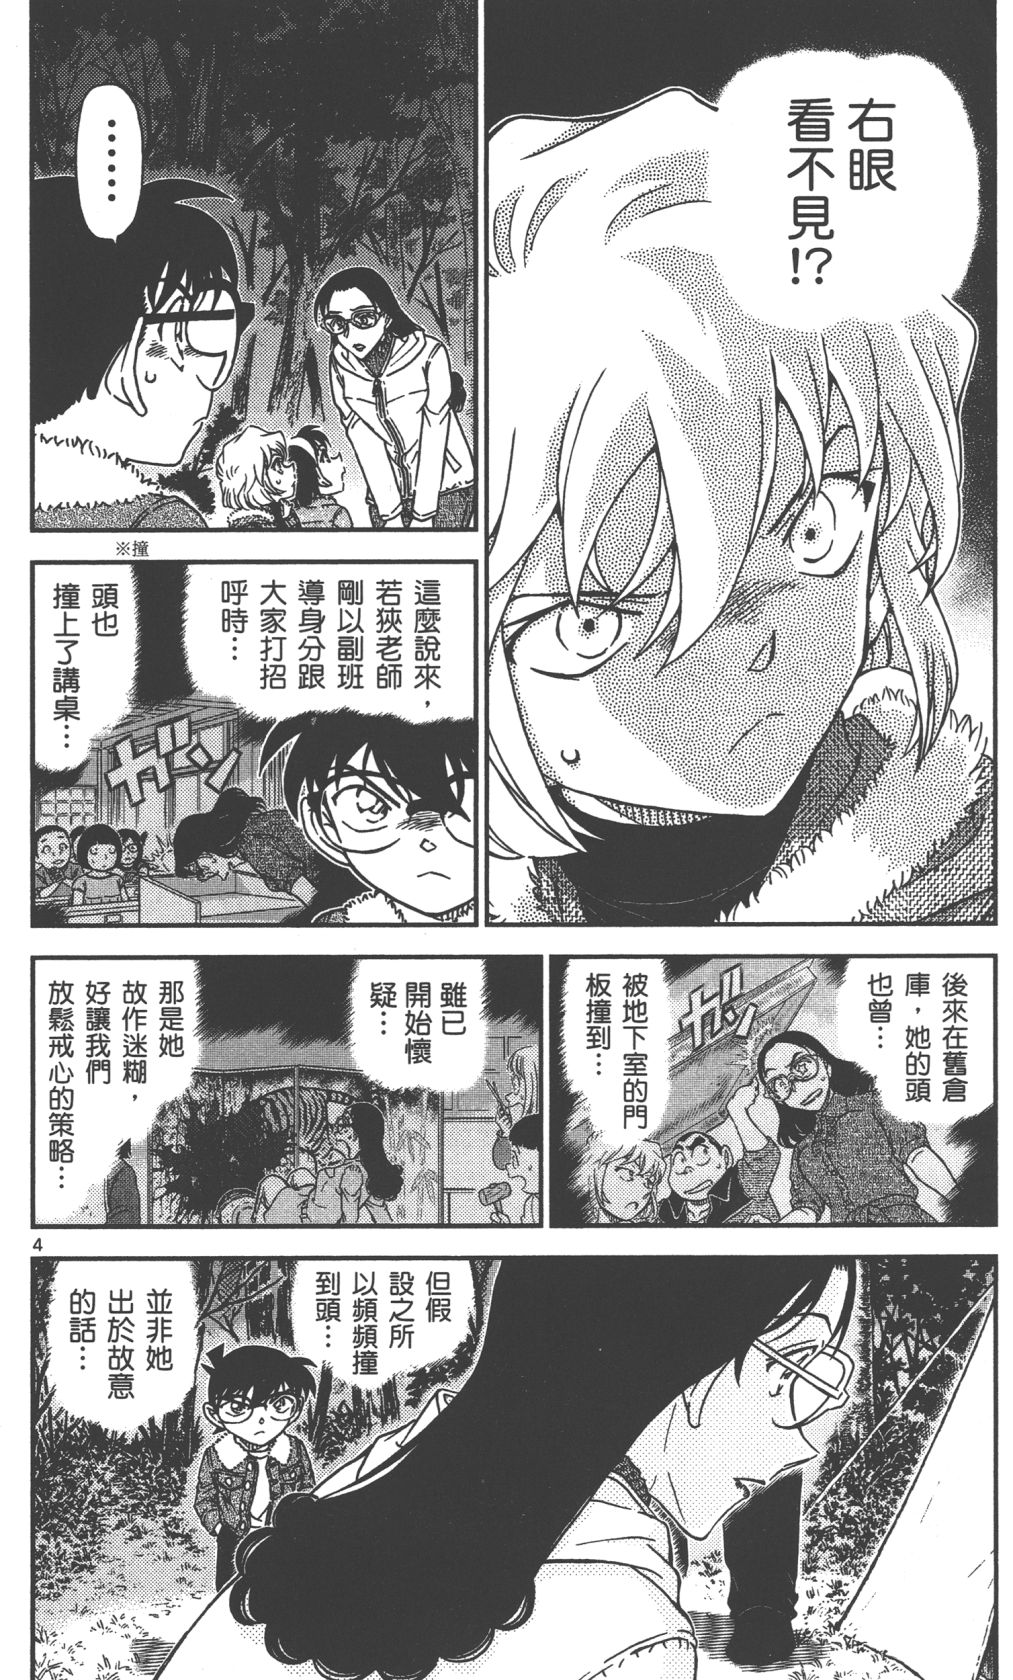 右眼
看不見!?
⋯⋯
※撞
這麼說來，
若狹老師
剛以副班
導身分跟
大家打招
呼時⋯
頭也
撞上了講桌⋯
ガン
後來在舊倉
庫，她的頭
也曾⋯
被地下室的門
板撞到⋯
ガン
雖已
開始懷
疑⋯
那是她
故作迷糊，
好讓我們
放鬆戒心的策略⋯
4
但假
設之所
以頻頻撞
到頭⋯
並非她
出於故意
的話⋯